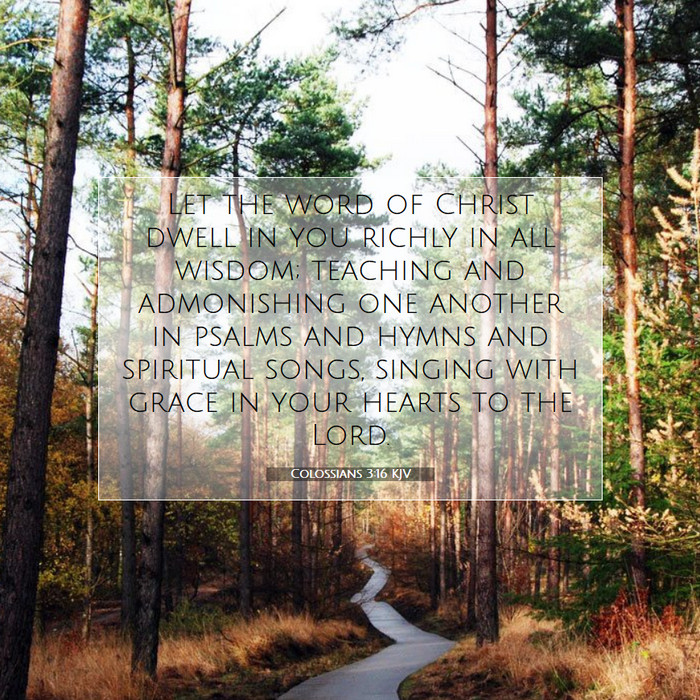 Let the word of Christ
dwell in you richly in all
wisdom; teaching and
admonishing one another
in psalms and hymns and
spiritual songs, singing with
grace in your hearts to the
Lord.
Colossians 3:16 KJV